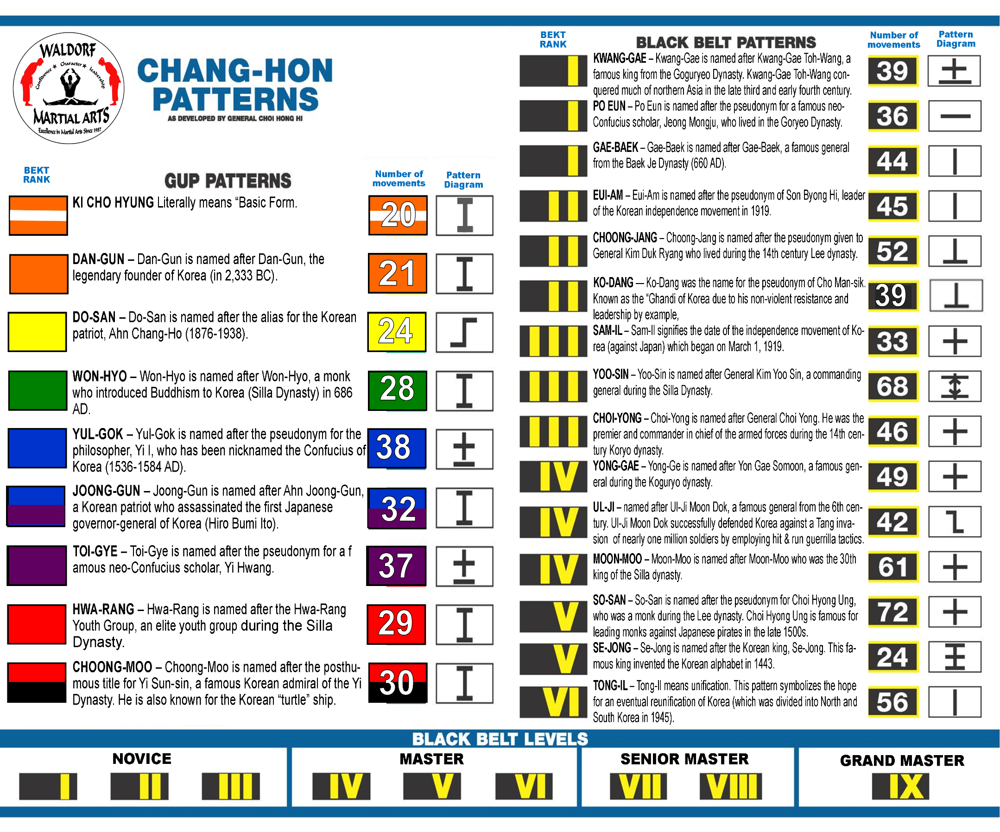 WALDORF
Confidence ★ Character ★ leadership
MARTIAL ARTS
Excellence in Martial Arts Since 1987
CHANG-HON
PATTERNS
AS DEVELOPED BY GENERAL CHOI HONG HI
BEKT
RANK
GUP PATTERNS
Number of
movements
Pattern
Diagram
KI CHO HYUNG Literally means “Basic Form.
20
DAN-GUN – Dan-Gun is named after Dan-Gun, the
legendary founder of Korea (in 2,333 BC).
21
DO-SAN – Do-San is named after the alias for the Korean
patriot, Ahn Chang-Ho (1876-1938).
24
WON-HYO – Won-Hyo is named after Won-Hyo, a monk
who introduced Buddhism to Korea (Silla Dynasty) in 686
AD.
28
YUL-GOK – Yul-Gok is named after the pseudonym for the
philosopher, Yi I, who has been nicknamed the Confucius of
Korea (1536-1584 AD).
38
JOONG-GUN – Joong-Gun is named after Ahn Joong-Gun,
a Korean patriot who assassinated the first Japanese
governor-general of Korea (Hiro Bumi Ito).
32
TOI-GYE – Toi-Gye is named after the pseudonym for a f
amous neo-Confucius scholar, Yi Hwang.
37
HWA-RANG – Hwa-Rang is named after the Hwa-Rang
Youth Group, an elite youth group during the Silla
Dynasty.
29
CHOONG-MOO – Choong-Moo is named after the posthu-
mous title for Yi Sun-sin, a famous Korean admiral of the Yi
Dynasty. He is also known for the Korean “turtle” ship.
30
BEKT
RANK
BLACK BELT PATTERNS
Number of
movements
Pattern
Diagram
I
KWANG-GAE – Kwang-Gae is named after Kwang-Gae Toh-Wang, a
famous king from the Goguryeo Dynasty. Kwang-Gae Toh-Wang con-
quered much of northern Asia in the late third and early fourth century.
39
I
PO EUN – Po Eun is named after the pseudonym for a famous neo-
Confucius scholar, Jeong Mongju, who lived in the Goryeo Dynasty.
36
I
GAE-BAEK – Gae-Baek is named after Gae-Baek, a famous general
from the Baek Je Dynasty (660 AD).
44
II
EUI-AM – Eui-Am is named after the pseudonym of Son Byong Hi, leader
of the Korean independence movement in 1919.
45
II
CHOONG-JANG – Choong-Jang is named after the pseudonym given to
General Kim Duk Ryang who lived during the 14th century Lee dynasty.
52
II
KO-DANG — Ko-Dang was the name for the pseudonym of Cho Man-sik.
Known as the “Ghandi of Korea due to his non-violent resistance and
leadership by example,
39
III
SAM-IL – Sam-Il signifies the date of the independence movement of Ko-
rea (against Japan) which began on March 1, 1919.
33
III
YOO-SIN – Yoo-Sin is named after General Kim Yoo Sin, a commanding
general during the Silla Dynasty.
68
III
CHOI-YONG – Choi-Yong is named after General Choi Yong. He was the
premier and commander in chief of the armed forces during the 14th cen-
tury Koryo dynasty.
46
IV
YONG-GAE – Yong-Ge is named after Yon Gae Somoon, a famous gen-
eral during the Koguryo dynasty.
49
IV
UL-JI – named after Ul-Ji Moon Dok, a famous general from the 6th cen-
tury. Ul-Ji Moon Dok successfully defended Korea against a Tang inva-
sion of nearly one million soldiers by employing hit & run guerrilla tactics.
42
IV
MOON-MOO – Moon-Moo is named after Moon-Moo who was the 30th
king of the Silla dynasty.
61
V
SO-SAN – So-San is named after the pseudonym for Choi Hyong Ung,
who was a monk during the Lee dynasty. Choi Hyong Ung is famous for
leading monks against Japanese pirates in the late 1500s.
72
V
SE-JONG – Se-Jong is named after the Korean king, Se-Jong. This fa-
mous king invented the Korean alphabet in 1443.
24
VI
TONG-IL – Tong-Il means unification. This pattern symbolizes the hope
for an eventual reunification of Korea (which was divided into North and
South Korea in 1945).
56
BLACK BELT LEVELS
NOVICE
I II III
MASTER
IV V VI
SENIOR MASTER
VII VIII
GRAND MASTER
IX